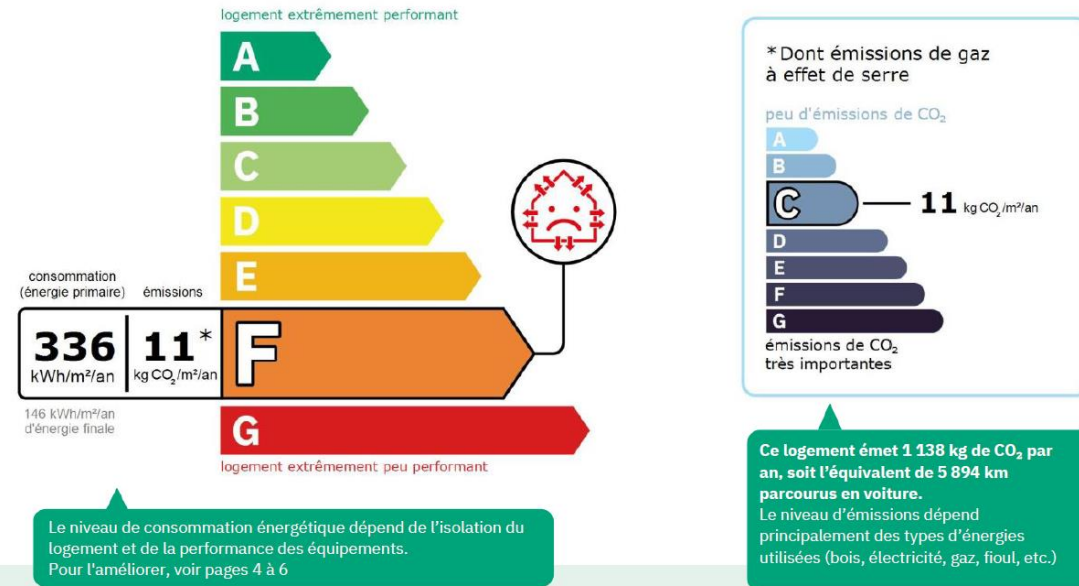 logement extrêmement performant
A
B
C
D
E
consommation
(énergie primaire)
émissions
336
kWh/m²/an
11*
kg CO₂/m²/an
F
146 kWh/m²/an
d'énergie finale
G
logement extrêmement peu performant
Le niveau de consommation énergétique dépend de l'isolation du
logement et de la performance des équipements.
Pour l'améliorer, voir pages 4 à 6
*Dont émissions de gaz
à effet de serre
peu d'émissions de CO₂
A
B
C
11 kg CO₂/m²/an
D
E
F
G
émissions de CO₂
très importantes
Ce logement émet 1 138 kg de CO₂ par
an, soit l'équivalent de 5 894 km
parcourus en voiture.
Le niveau d'émissions dépend
principalement des types d'énergies
utilisées (bois, électricité, gaz, fioul, etc.)